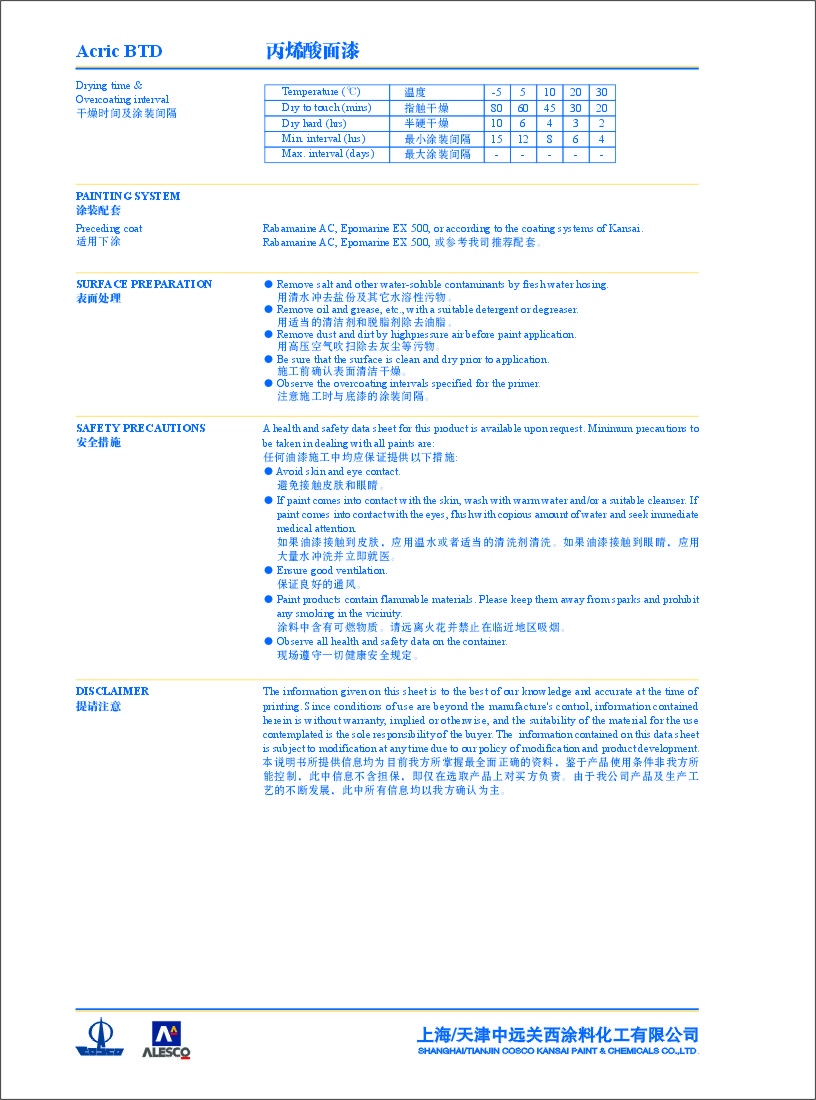 Acric BTD 丙烯酸面漆
Drying time &
Overcoating interval
干燥时间及涂装间隔
Temperature (℃) 温度 -5 5 10 20 30
Dry to touch (mins) 指触干燥 80 60 45 30 20
Dry hard (hrs) 半硬干燥 10 6 4 3 2
Min. interval (hrs) 最小涂装间隔 15 12 8 6 4
Max. interval (days) 最大涂装间隔 - - - - -
PAINTING SYSTEM
涂装配套
Preceding coat Rabamarine AC, Epomarine EX 500, or according to the coating systems of Kansai.
适用下涂 Rabamarine AC, Epomarine EX 500, 或参考我司推荐配套。
SURFACE PREPARATION ● Remove salt and other water-soluble contaminants by fresh water hosing.
表面处理 用清水冲去盐份及其它水溶性污物。
● Remove oil and grease, etc., with a suitable detergent or degreaser.
用适当的清洁剂和脱脂剂除去油脂。
● Remove dust and dirt by highpressure air before paint application.
用高压空气吹扫除去灰尘等污物。
● Be sure that the surface is clean and dry prior to application.
施工前确认表面清洁干燥。
● Observe the overcoating intervals specified for the primer.
注意施工时与底漆的涂装间隔。
SAFETY PRECAUTIONS A health and safety data sheet for this product is available upon request. Minimum precautions to
安全措施 be taken in dealing with all paints are:
任何油漆施工中均应保证提供以下措施:
● Avoid skin and eye contact.
避免接触皮肤和眼睛。
● If paint comes into contact with the skin, wash with warm water and/or a suitable cleanser. If
paint comes into contact with the eyes, flush with copious amount of water and seek immediate
medical attention.
如果油漆接触到皮肤，应用温水或者适当的清洗剂清洗。如果油漆接触到眼睛，应用
大量水冲洗并立即就医。
● Ensure good ventilation.
保证良好的通风。
● Paint products contain flammable materials. Please keep them away from sparks and prohibit
any smoking in the vicinity.
涂料中含有可燃物质。请远离火花并禁止在临近地区吸烟。
● Observe all health and safety data on the container.
现场遵守一切健康安全规定。
DISCLAIMER The information given on this sheet is to the best of our knowledge and accurate at the time of
提请注意 printing. Since conditions of use are beyond the manufacture's control, information contained
herein is without warranty, implied or otherwise, and the suitability of the material for the use
contemplated is the sole responsibility of the buyer. The information contained on this data sheet
is subject to modification at any time due to our policy of modification and product development.
本说明书所提供信息均为目前我方所掌握最全面正确的资料，鉴于产品使用条件非我方所
能控制，此中信息不含担保，即仅在选取产品上对买方负责。由于我公司产品及生产工
艺的不断发展，此中所有信息均以我方确认为主。
COSCO ALESCO 上海/天津中远关西涂料化工有限公司
SHANGHAI/TIANJIN COSCO KANSAI PAINT & CHEMICALS CO.,LTD.